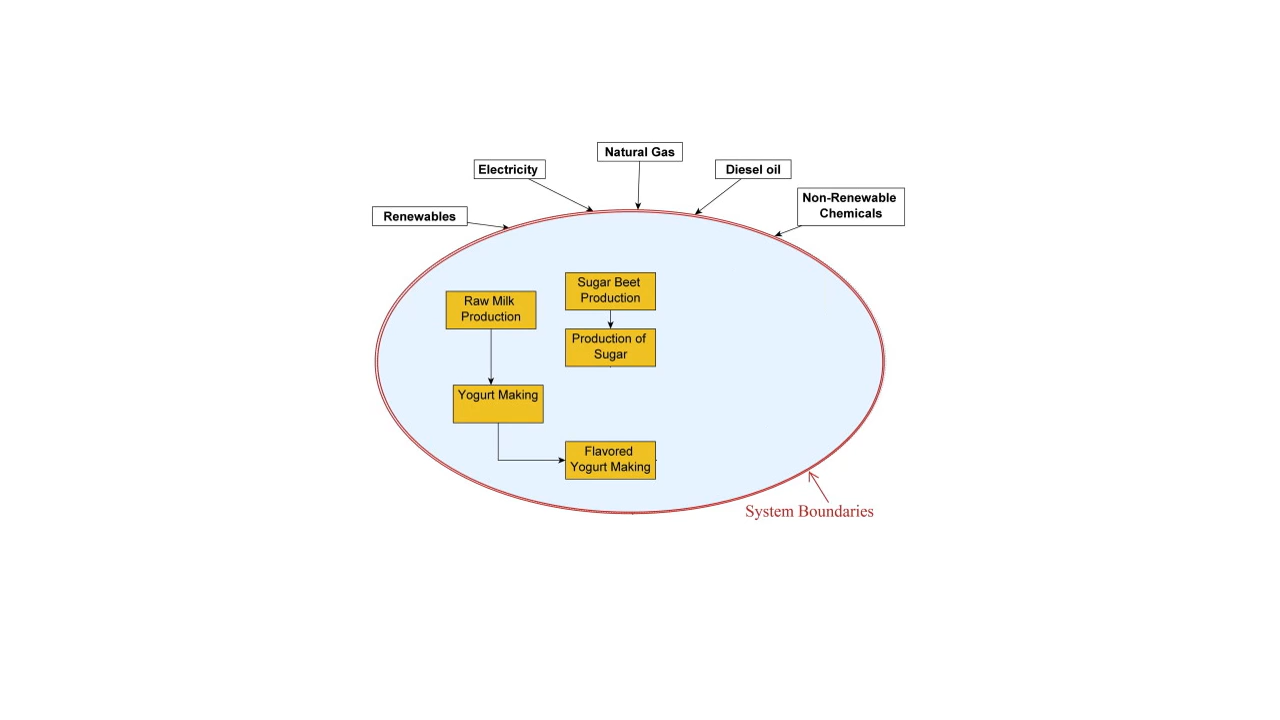 Natural Gas
Electricity
Diesel oil
Non-Renewable
Chemicals
Renewables
Sugar Beet
Production
Raw Milk
Production
Production of
Sugar
Yogurt Making
Flavored
Yogurt Making
System Boundaries